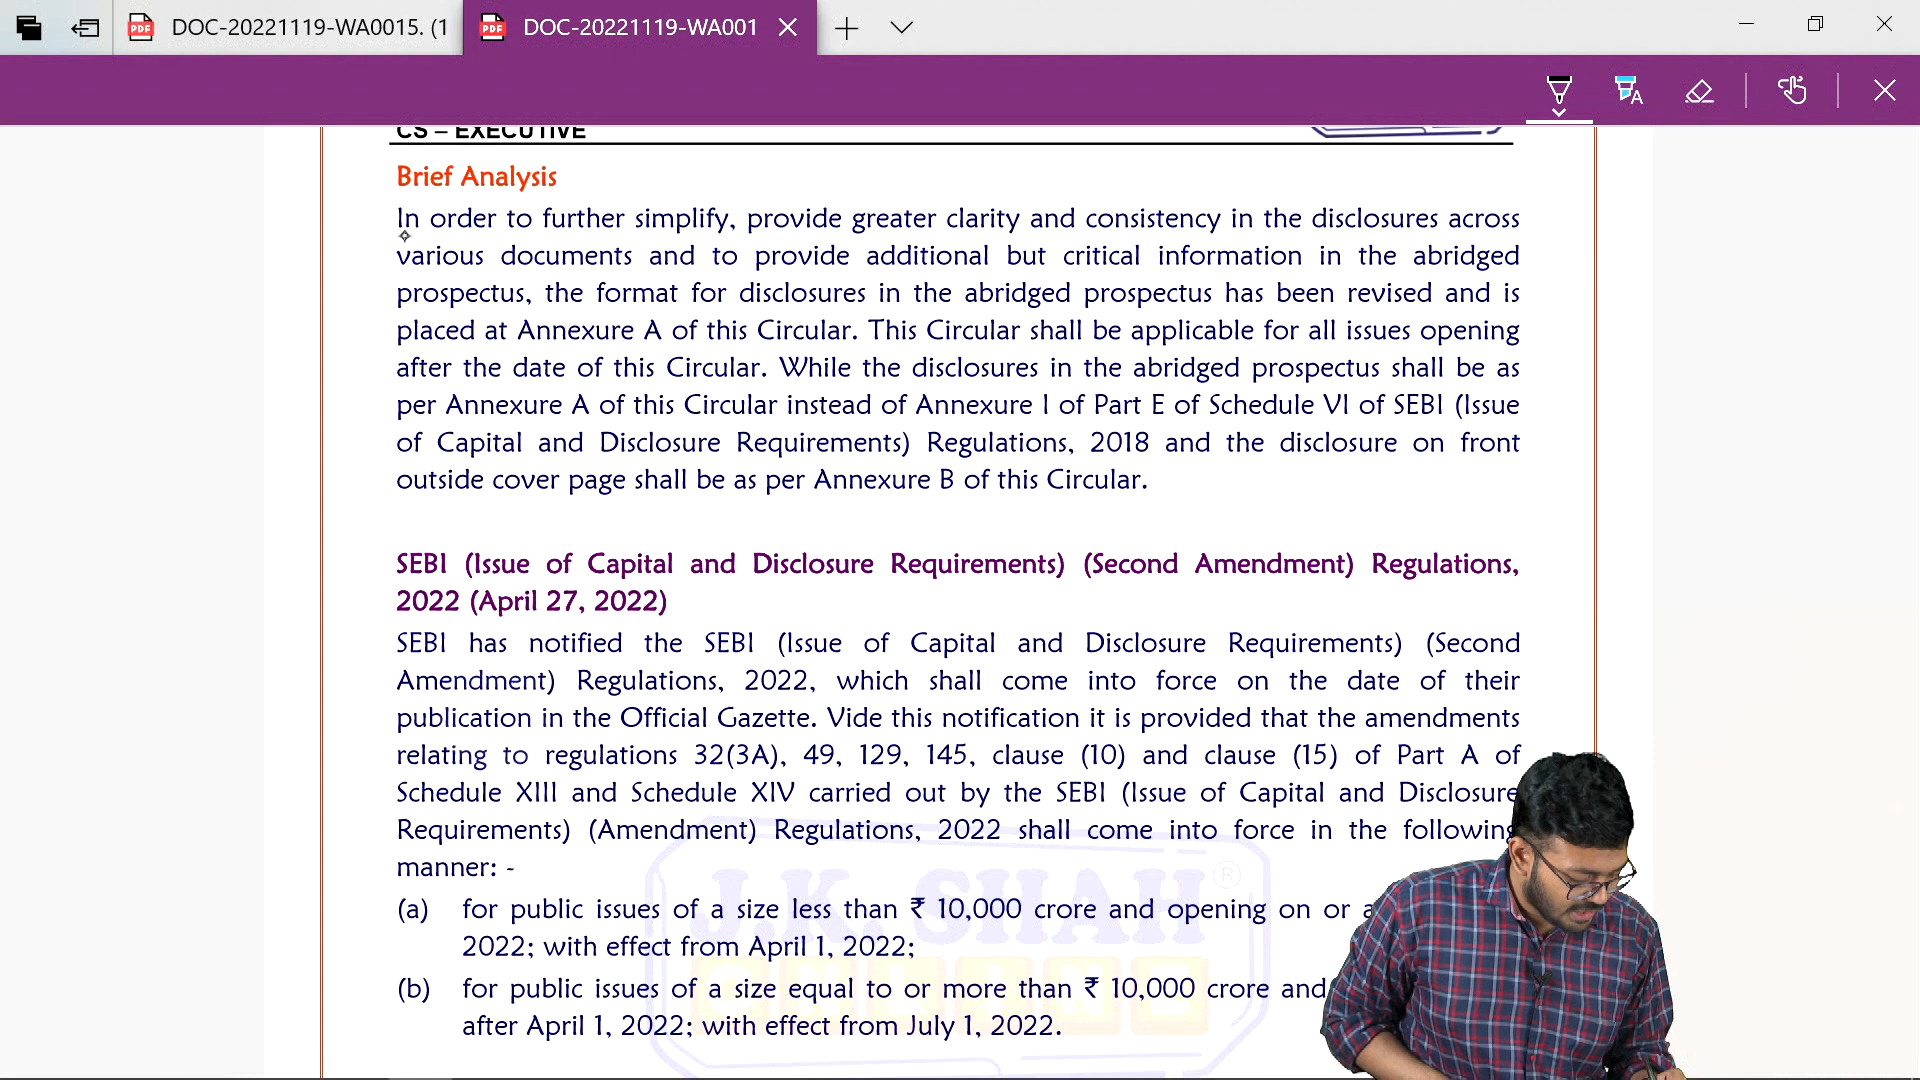 DOC-20221119-WA0015. (1
DOC-20221119-WA001
CS – EXECUTIVE
Brief Analysis
In order to further simplify, provide greater clarity and consistency in the disclosures across
various documents and to provide additional but critical information in the abridged
prospectus, the format for disclosures in the abridged prospectus has been revised and is
placed at Annexure A of this Circular. This Circular shall be applicable for all issues opening
after the date of this Circular. While the disclosures in the abridged prospectus shall be as
per Annexure A of this Circular instead of Annexure I of Part E of Schedule VI of SEBI (Issue
of Capital and Disclosure Requirements) Regulations, 2018 and the disclosure on front
outside cover page shall be as per Annexure B of this Circular.
SEBI (Issue of Capital and Disclosure Requirements) (Second Amendment) Regulations,
2022 (April 27, 2022)
SEBI has notified the SEBI (Issue of Capital and Disclosure Requirements) (Second
Amendment) Regulations, 2022, which shall come into force on the date of their
publication in the Official Gazette. Vide this notification it is provided that the amendments
relating to regulations 32(3A), 49, 129, 145, clause (10) and clause (15) of Part A of
Schedule XIII and Schedule XIV carried out by the SEBI (Issue of Capital and Disclosure
Requirements) (Amendment) Regulations, 2022 shall come into force in the following
manner: -
(a) for public issues of a size less than ₹ 10,000 crore and opening on or
2022; with effect from April 1, 2022;
(b) for public issues of a size equal to or more than ₹ 10,000 crore and
after April 1, 2022; with effect from July 1, 2022.
J.K. SHAH ®
ONLINE